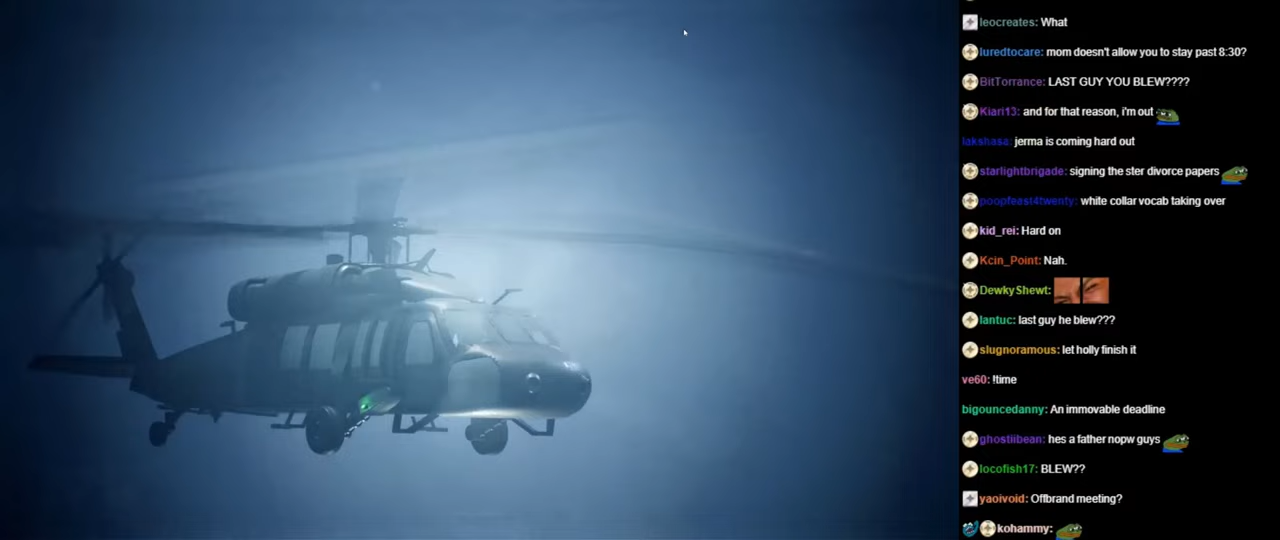 leocreates: What
luredtocare: mom doesn't allow you to stay past 8:30?
BitTorrance: LAST GUY YOU BLEW????
Kiari13: and for that reason, i'm out
lakshasa: jerma is coming hard out
starlightbrigade: signing the ster divorce papers
poopfeast4twenty: white collar vocab taking over
kid_rei: Hard on
Kcin_Point: Nah.
DewkyShewt:
lantuc: last guy he blew???
slugnoramous: let holly finish it
ve60: !time
bigouncedanny: An immovable deadline
ghostiibean: hes a father nopw guys
locofish17: BLEW??
yaoivoid: Offbrand meeting?
kohammy: